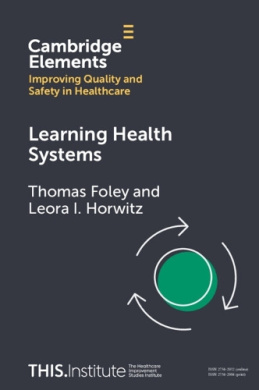 Cambridge
Elements
Improving Quality and
Safety in Healthcare
Learning Health
Systems
Thomas Foley and
Leora I. Horwitz
THIS.Institute
The Healthcare
Improvement
Studies Institute